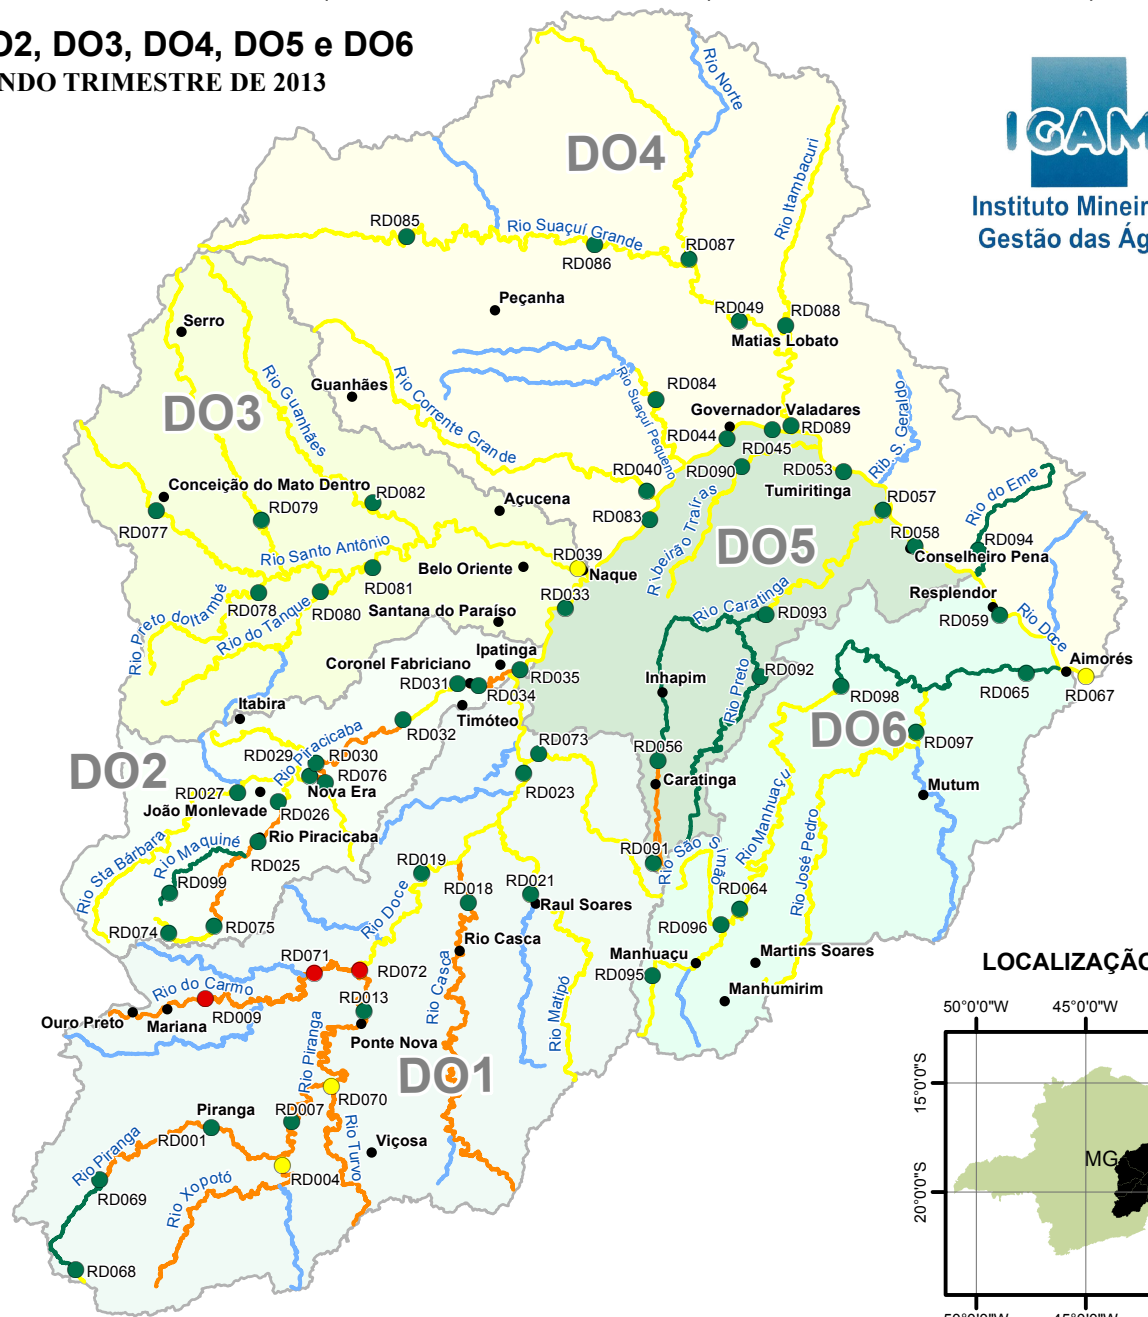 O2, DO3, DO4, DO5 e DO6
NDO TRIMESTRE DE 2013
IGAM
Instituto Mineir
Gestão das Ág
DO4
Rio Norte
Rio Itambacuri
RD085
Rio Suaçuí Grande
RD086
RD087
Peçanha
RD049
RD088
Matias Lobato
Serro
Rio Guanhães
Guanhães
Rio Corrente Grande
Rio Suaçuí Pequeno
RD084
DO3
Governador Valadares
RD044
RD089
RD045
Rib. S. Geraldo
RD040
RD090
RD053
Tumiritinga
Conceição do Mato Dentro
RD082
Açucena
RD077
RD079
RD083
Ribeirão Traíras
RD057
Rio do Eme
RD058
RD094
Conselheiro Pena
DO5
Rio Santo Antônio
RD039
Naque
Belo Oriente
RD081
RD078
RD080
RD033
Rio Preto do Itambé
Rio do Tanque
Santana do Paraíso
Rio Caratinga
RD093
Resplendor
RD059
Rio Doce
Ipatinga
Coronel Fabriciano
RD031
RD034
RD035
Timóteo
Inhapim
Rio Preto
RD092
RD098
RD065
Aimorés
RD067
Itabira
RD032
DO6
RD097
DO2
RD029
Rio Piracicaba
RD030
RD076
Nova Era
RD027
João Monlevade
RD026
RD073
RD023
RD056
Caratinga
Mutum
Rio Piracicaba
RD025
Rio Maquiné
Rio Sta Bárbara
RD099
RD019
RD018
RD021
Raul Soares
RD091
Rio São Simão
Rio Manhuaçu
Rio José Pedro
RD064
RD096
RD074
RD075
Rio Doce
Rio Casca
Manhuaçu
Martins Soares
RD095
Manhumirim
RD071
RD072
Rio do Carmo
RD009
Ouro Preto
Mariana
RD013
Ponte Nova
Rio Casca
Rio Matipó
Rio Piranga
DO1
RD070
Piranga
RD007
RD001
Rio Turvo
Viçosa
Rio Piranga
RD004
Rio Xopotó
RD069
RD068
LOCALIZAÇÃO
50°0'0"W
45°0'0"W
15°0'0"S
20°0'0"S
MG